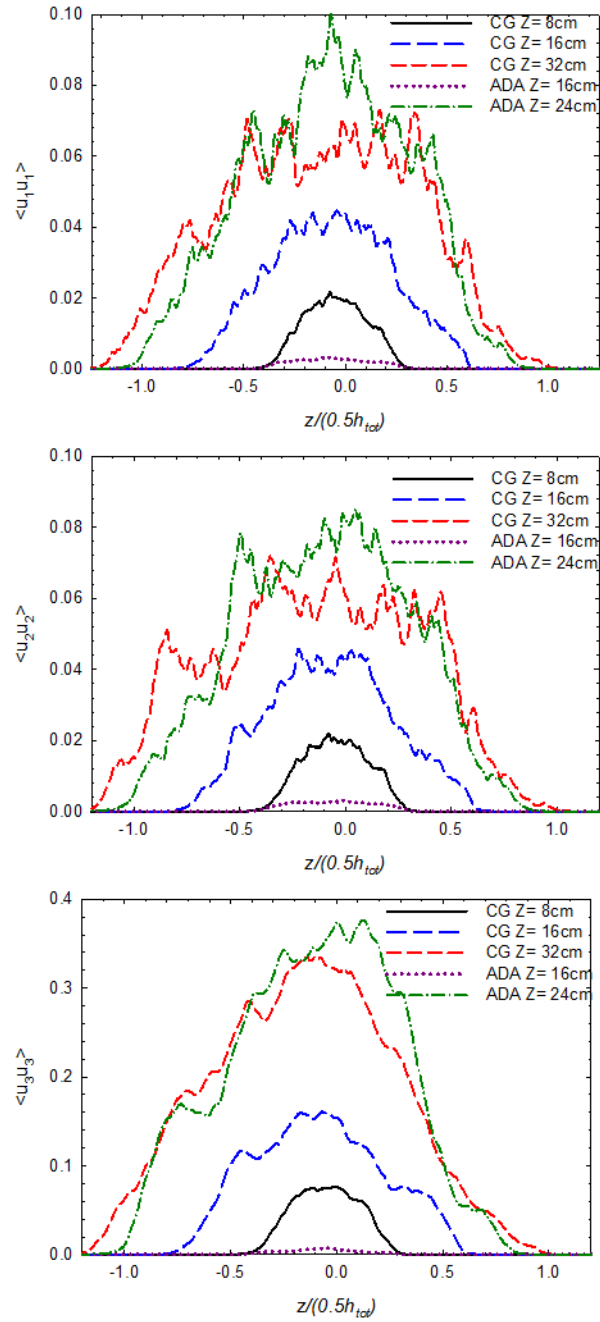 0.10
0.08
0.06
0.04
0.02
0.00
<u₁u₁>
CG Z= 8cm
CG Z= 16cm
CG Z= 32cm
ADA Z= 16cm
ADA Z= 24cm
-1.0 -0.5 0.0 0.5 1.0
z/(0.5h_tot)
0.10
0.08
0.06
0.04
0.02
0.00
<u₂u₂>
CG Z= 8cm
CG Z= 16cm
CG Z= 32cm
ADA Z= 16cm
ADA Z= 24cm
-1.0 -0.5 0.0 0.5 1.0
z/(0.5h_tot)
0.4
0.3
0.2
0.1
0.0
<u₃u₃>
CG Z= 8cm
CG Z= 16cm
CG Z= 32cm
ADA Z= 16cm
ADA Z= 24cm
-1.0 -0.5 0.0 0.5 1.0
z/(0.5h_tot)